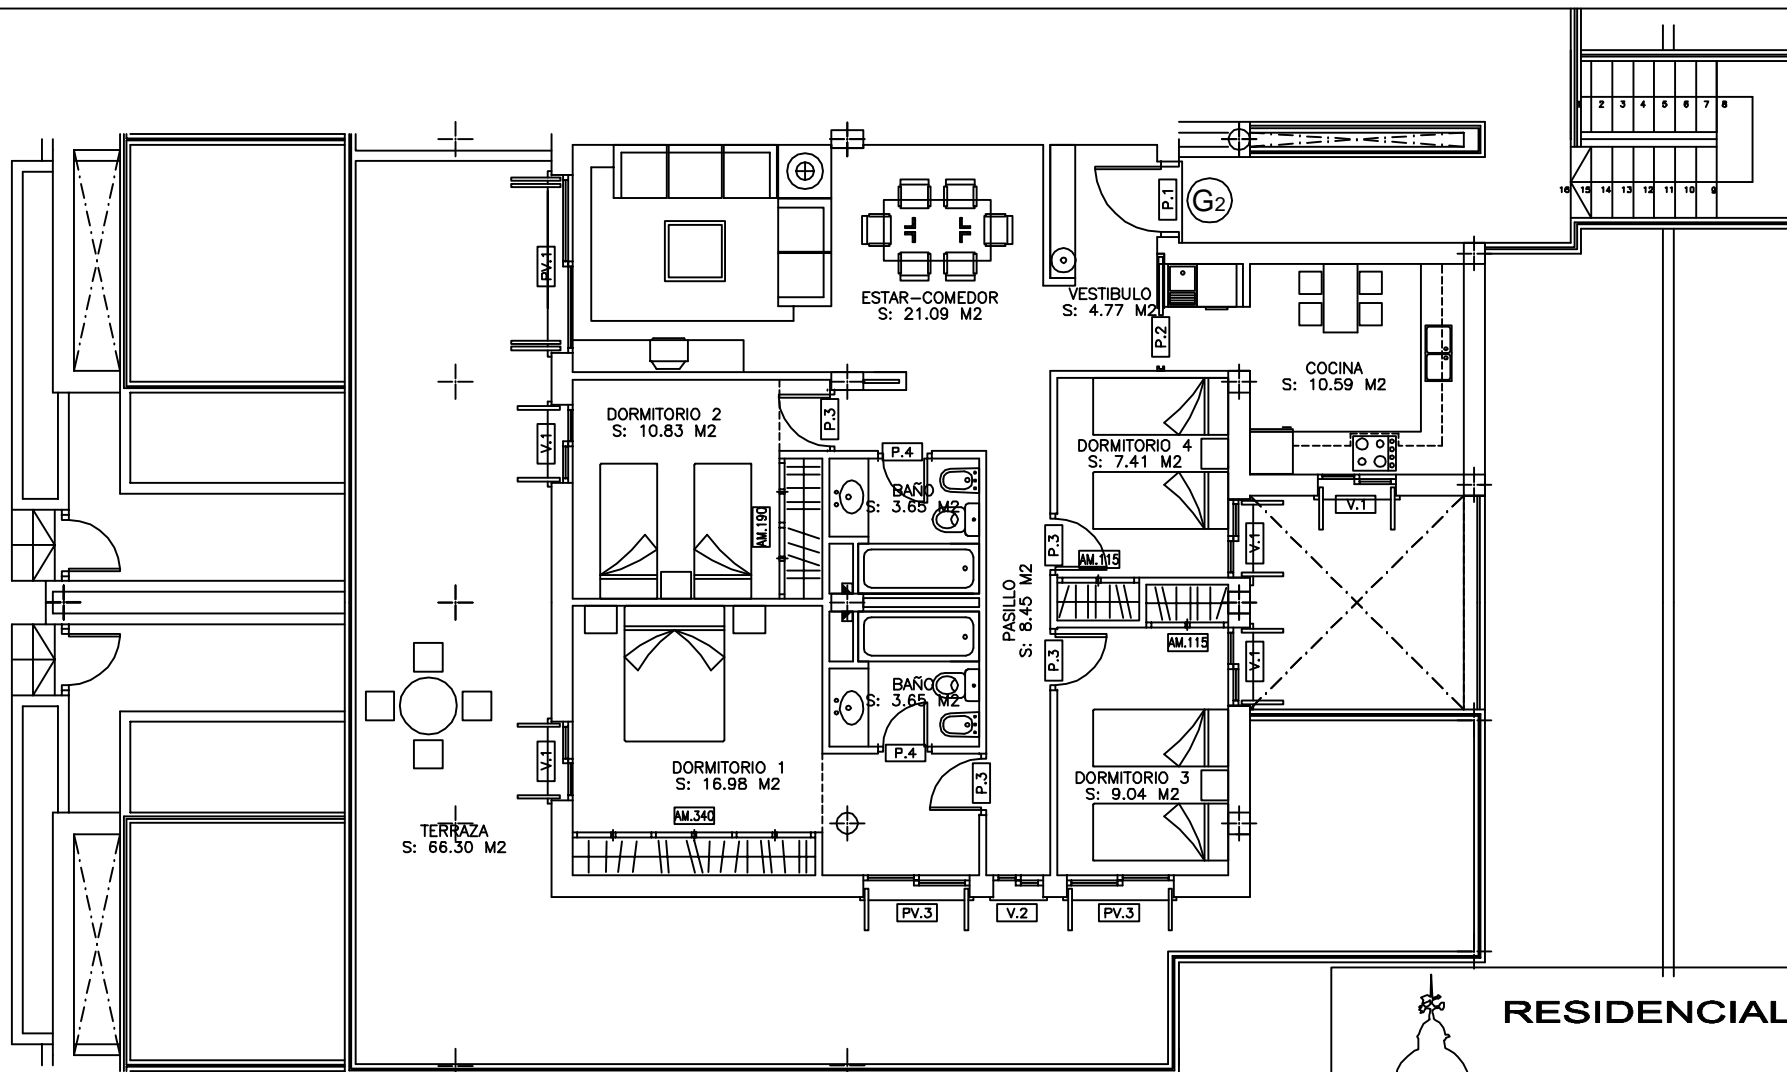 1 2 3 4 5 6 7 8
16 15 14 13 12 11 10 9
P.1
G2
PV.1
ESTAR-COMEDOR
S: 21.09 M2
VESTIBULO
S: 4.77 M2
P.2
COCINA
S: 10.59 M2
DORMITORIO 2
S: 10.83 M2
P.3
V.1
P.4
DORMITORIO 4
S: 7.41 M2
BAÑO
S: 3.65 M2
AM.190
V.1
P.3
AM.115
V.1
PASILLO
S: 8.45 M2
P.3
AM.115
V.1
BAÑO
S: 3.65 M2
P.4
V.1
DORMITORIO 1
S: 16.98 M2
P.3
DORMITORIO 3
S: 9.04 M2
AM.340
TERRAZA
S: 66.30 M2
PV.3
V.2
PV.3
RESIDENCIAL